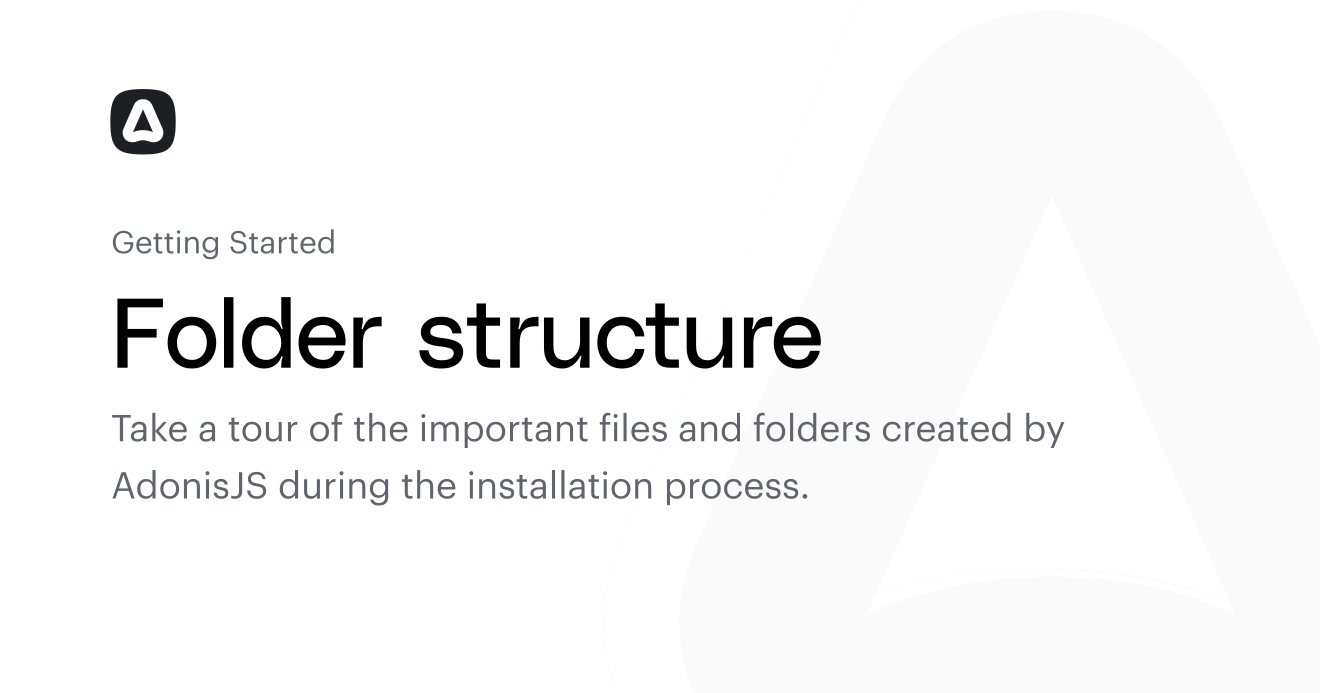 Getting Started
Folder structure
Take a tour of the important files and folders created by
AdonisJS during the installation process.